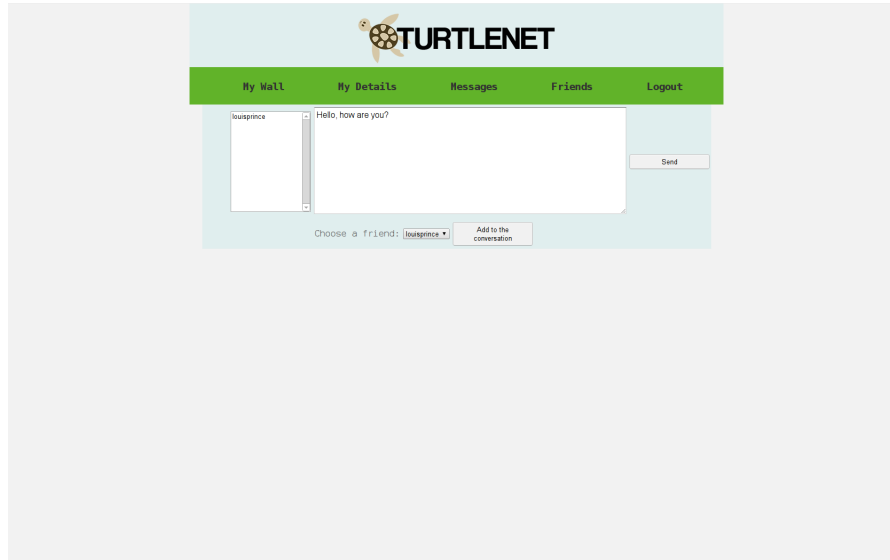 TURTLENET
My Wall My Details Messages Friends Logout
louisprince
Hello, how are you?
Send
Choose a friend: louisprince Add to the
conversation